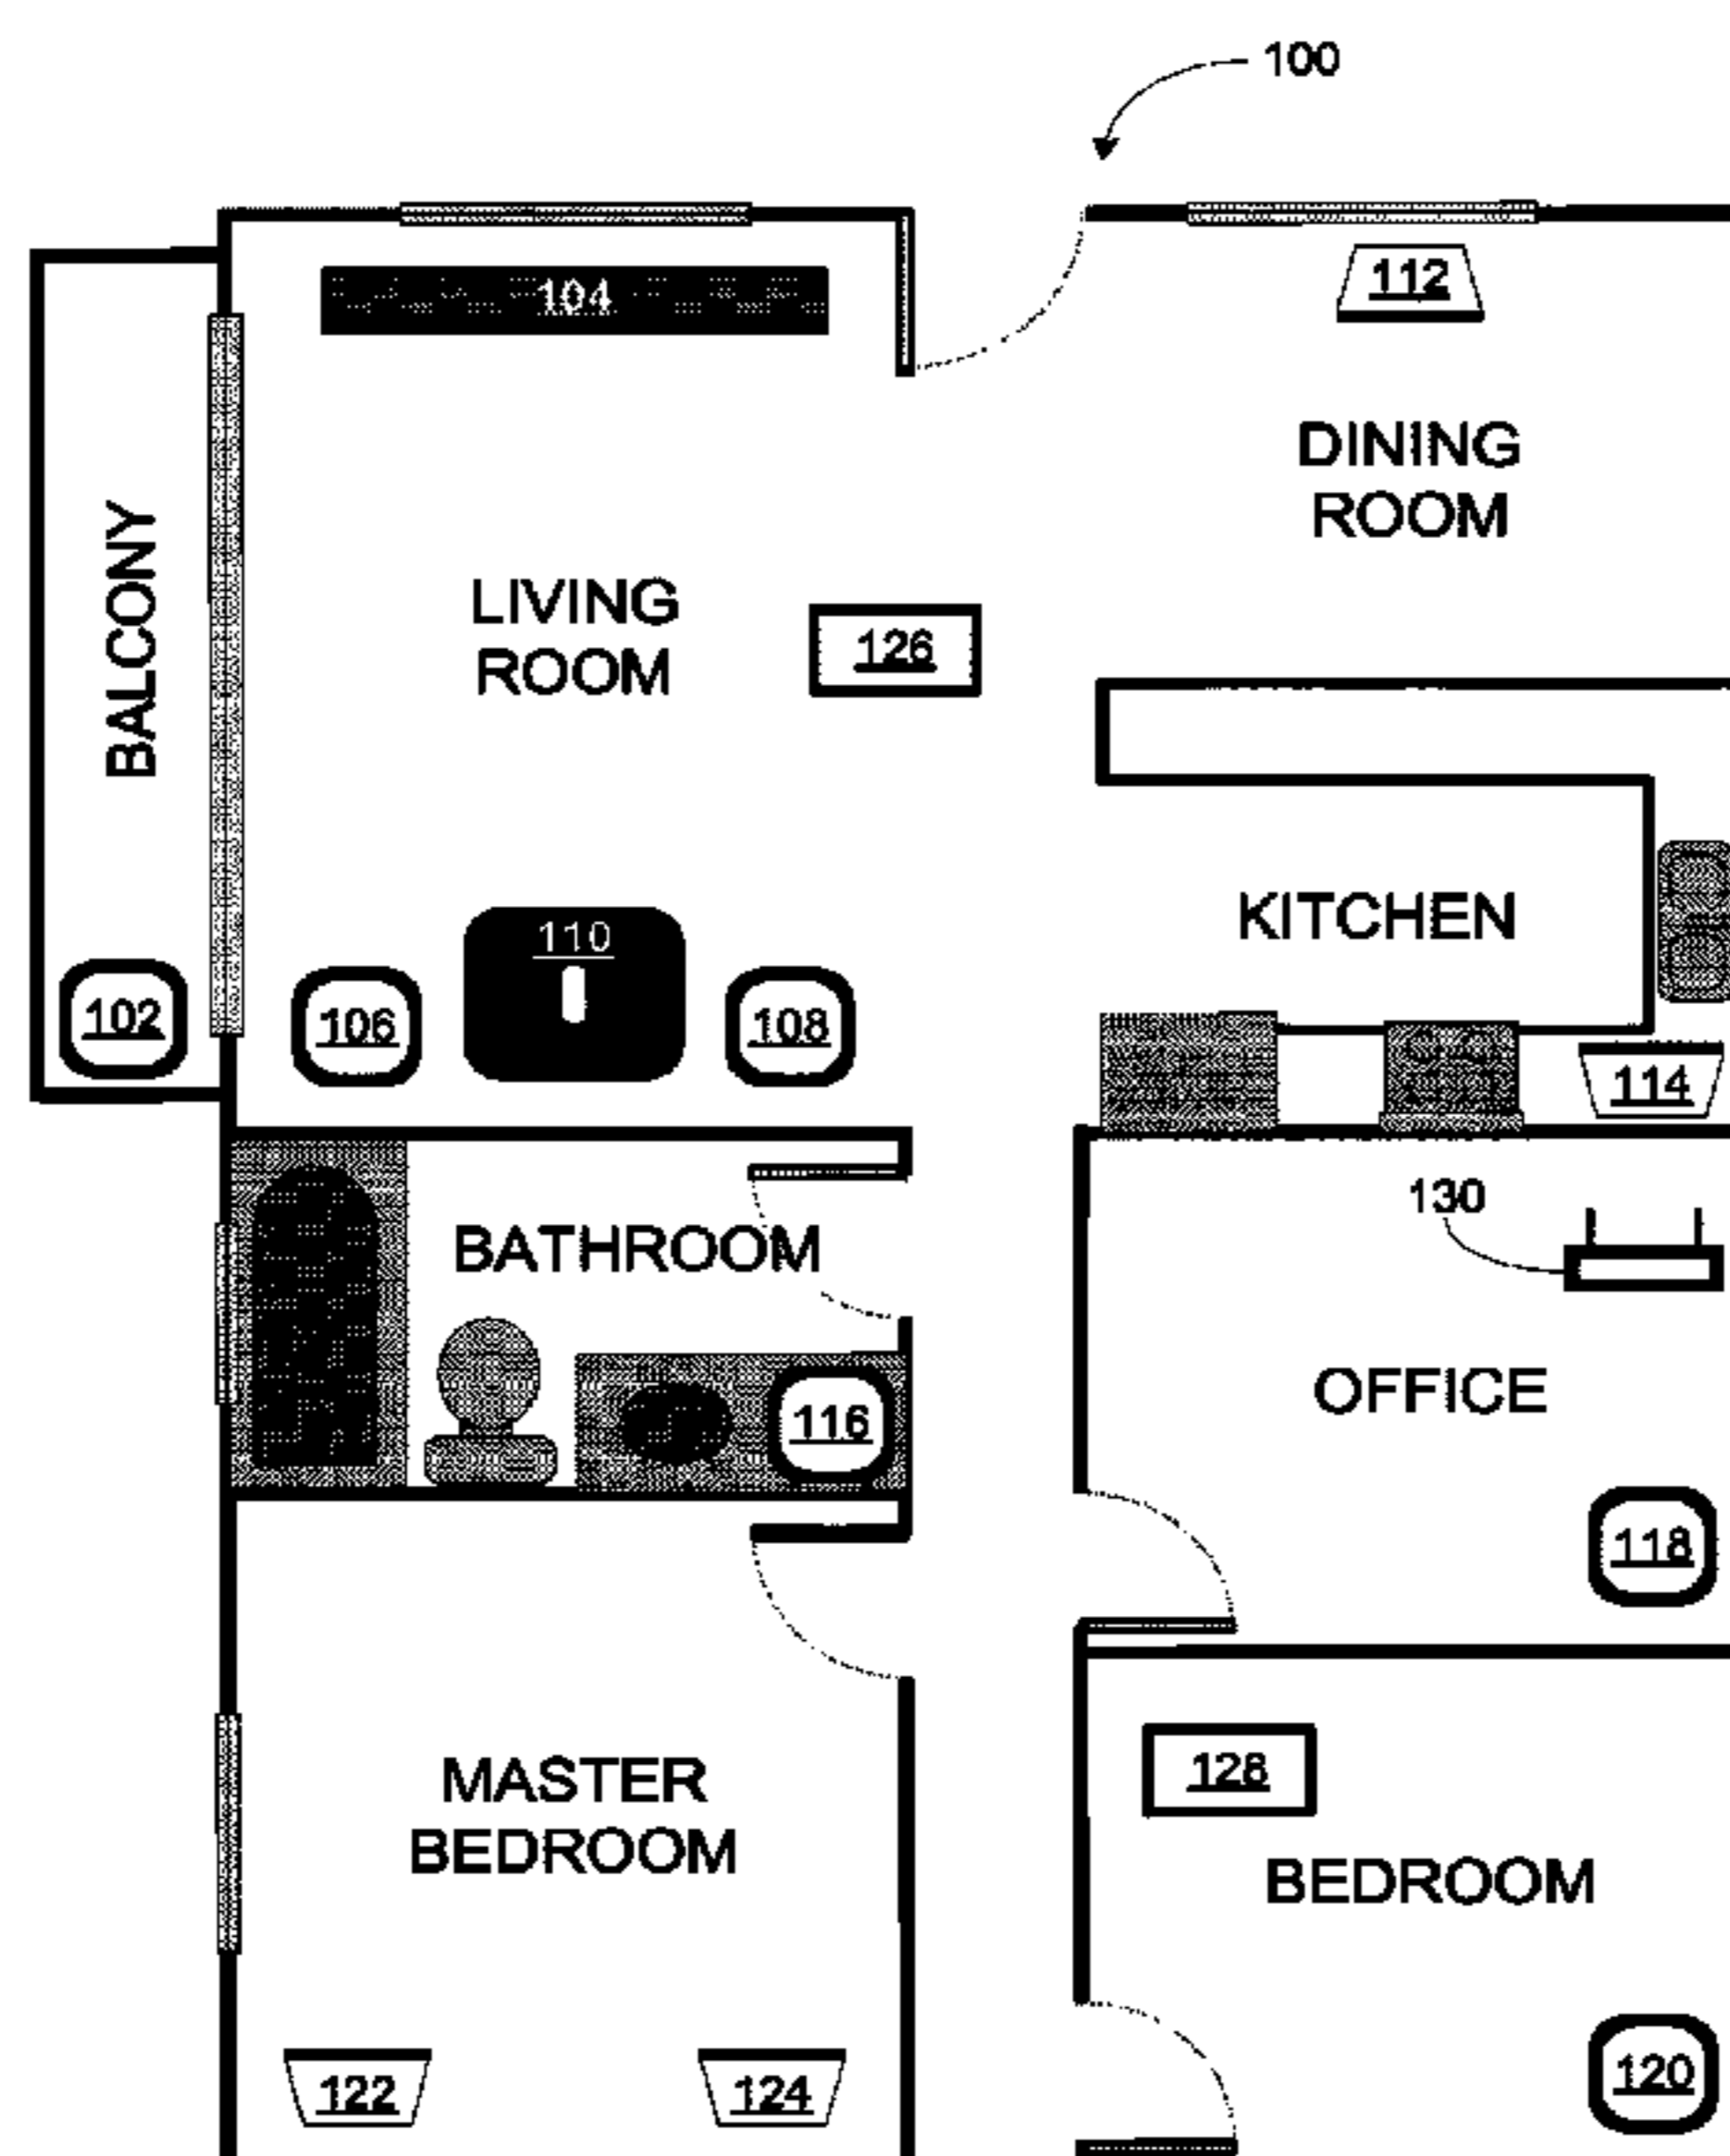 100
112
104
DINING
ROOM
BALCONY
LIVING
ROOM
126
KITCHEN
110
102
106
108
114
130
BATHROOM
OFFICE
116
118
128
MASTER
BEDROOM
BEDROOM
120
122
124